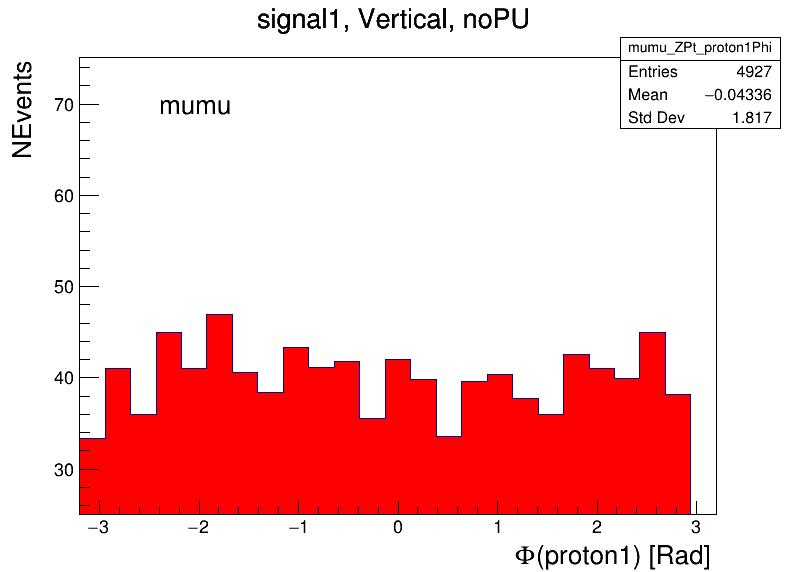 signal1, Vertical, noPU
mumu_ZPt_proton1Phi
Entries 4927
Mean −0.04336
Std Dev 1.817
NEvents
mumu
70
60
50
40
30
−3 −2 −1 0 1 2 3
Φ(proton1) [Rad]